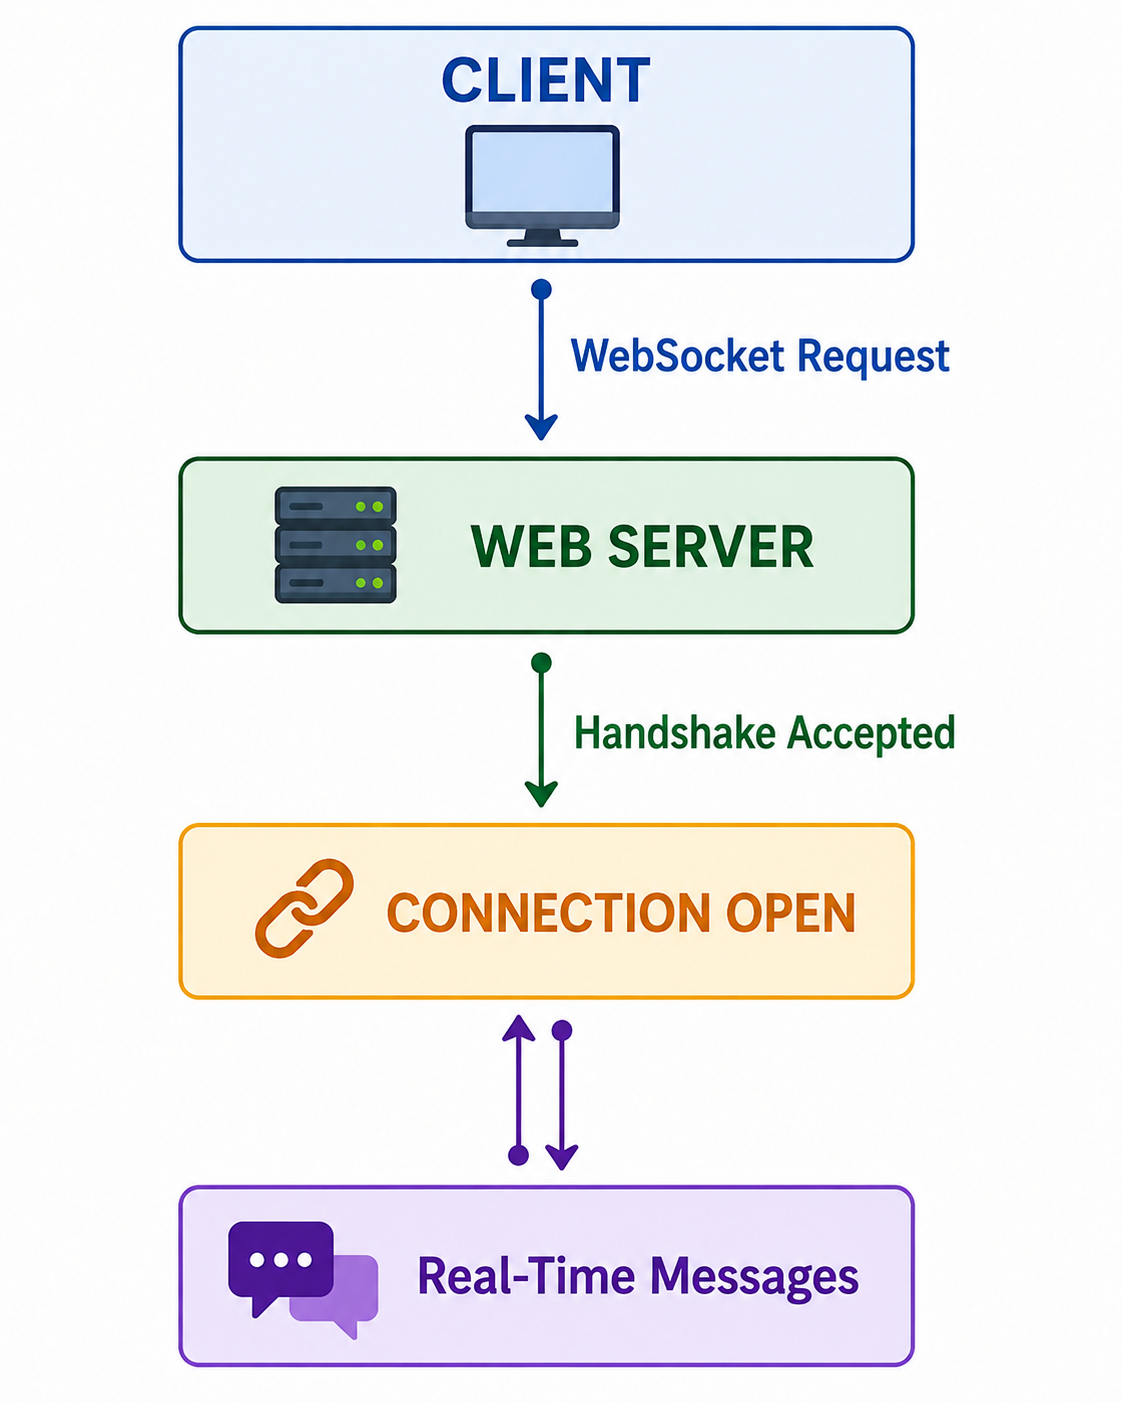 CLIENT
WebSocket Request
WEB SERVER
Handshake Accepted
CONNECTION OPEN
Real-Time Messages